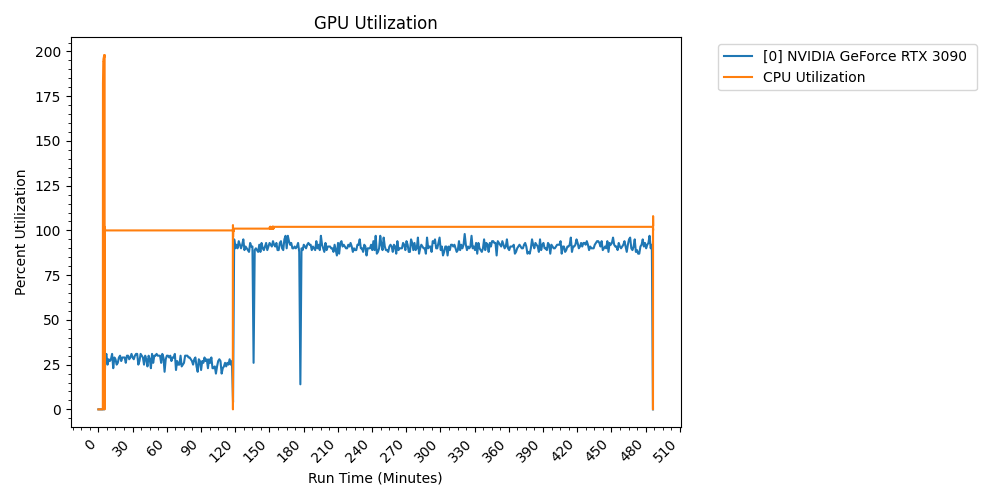 GPU Utilization
[0] NVIDIA GeForce RTX 3090
CPU Utilization
Percent Utilization
200
175
150
125
100
75
50
25
0
0 30 60 90 120 150 180 210 240 270 300 330 360 390 420 450 480 510
Run Time (Minutes)